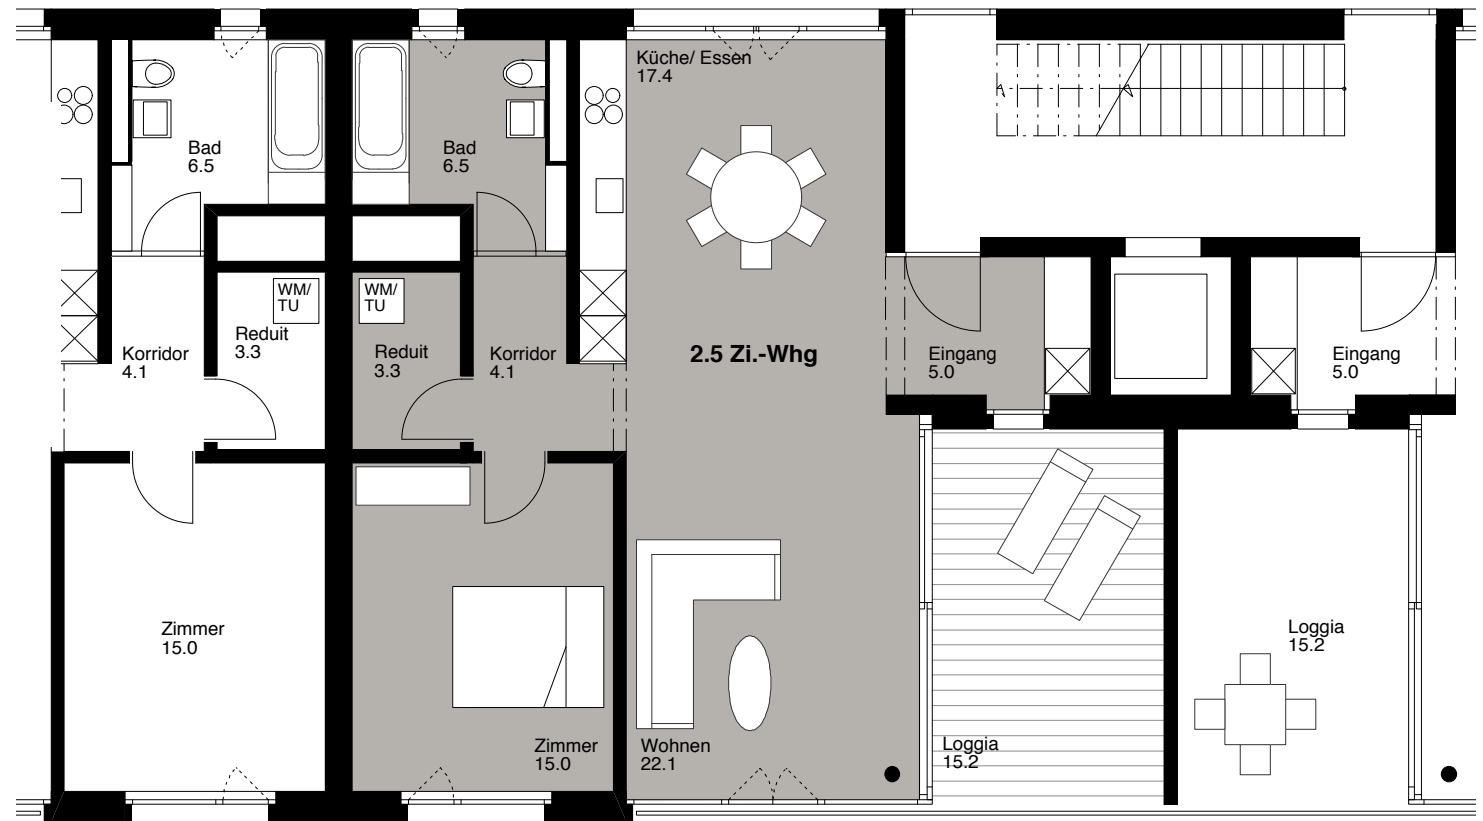 Küche/ Essen
17.4
Bad
6.5
Bad
6.5
WM/
TU
WM/
TU
Reduit
3.3
Reduit
3.3
Korridor
4.1
Korridor
4.1
2.5 Zi.-Whg
Eingang
5.0
Eingang
5.0
Zimmer
15.0
Loggia
15.2
Zimmer
15.0
Wohnen
22.1
Loggia
15.2